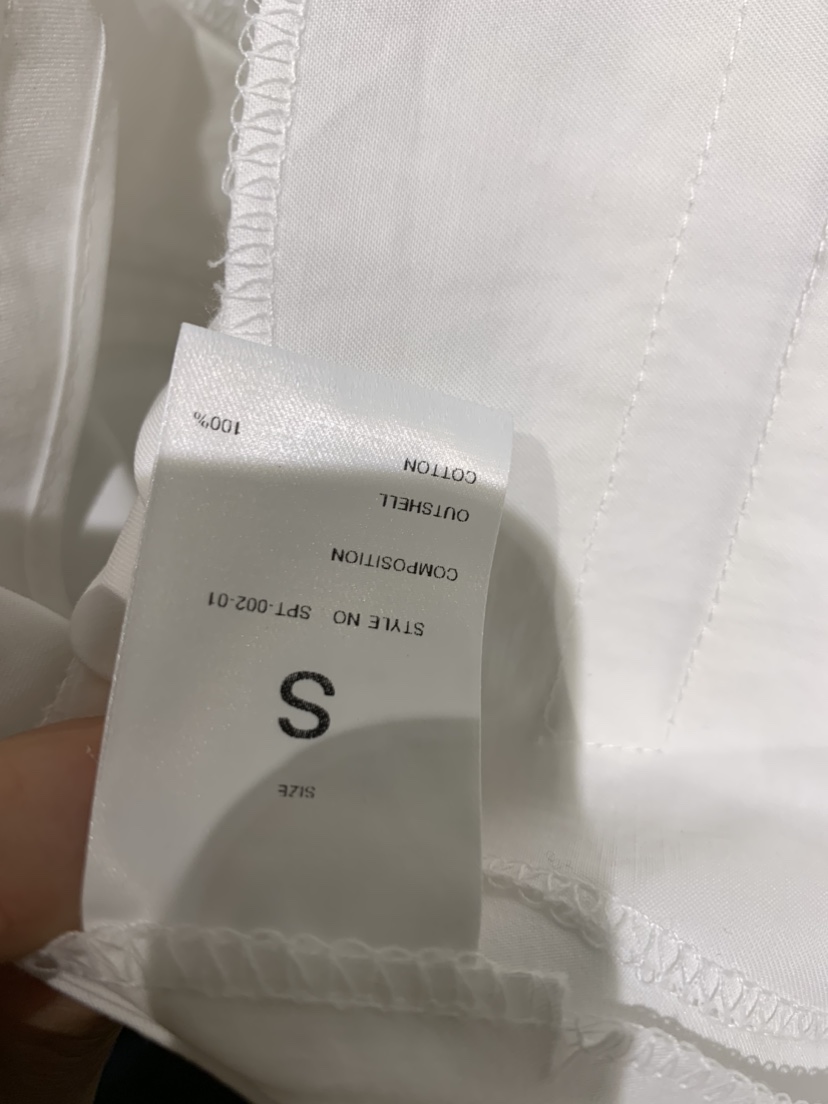 SIZE
S
STYLE NO SPT-002-01
COMPOSITION
OUTSHELL
COTTON 100%